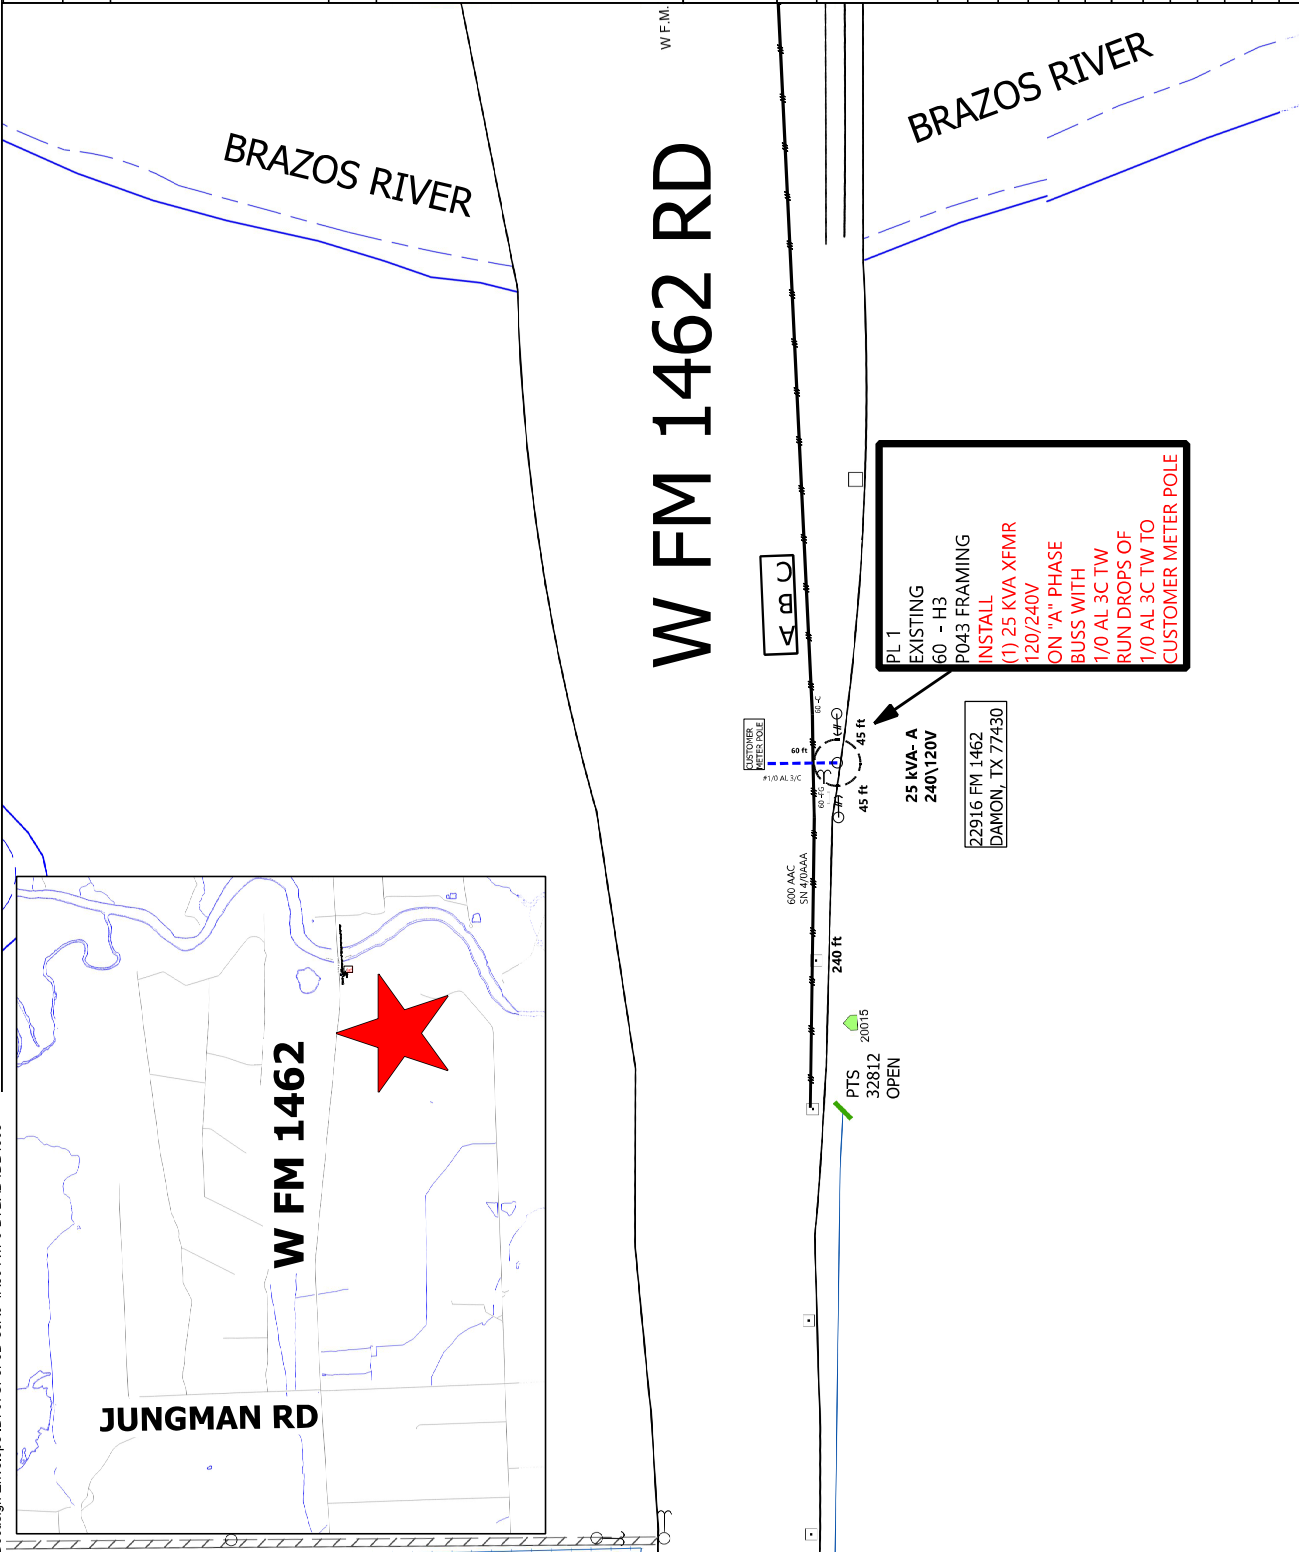 W F.M.
BRAZOS RIVER
BRAZOS RIVER
W FM 1462 RD
A B C
PL 1
EXISTING
60 - H3
P043 FRAMING
INSTALL
(1) 25 KVA XFMR
120/240V
ON "A" PHASE
BUSS WITH
1/0 AL 3C TW
RUN DROPS OF
1/0 AL 3C TW TO
CUSTOMER METER POLE
CUSTOMER
METER POLE
60 ft
#1/0 AL 3/C
60 -C
45 ft
45 ft
25 kVA- A
240\120V
22916 FM 1462
DAMON, TX 77430
600 AAC
SN 4/0AAA
240 ft
20015
PTS
32812
OPEN
W FM 1462
JUNGMAN RD